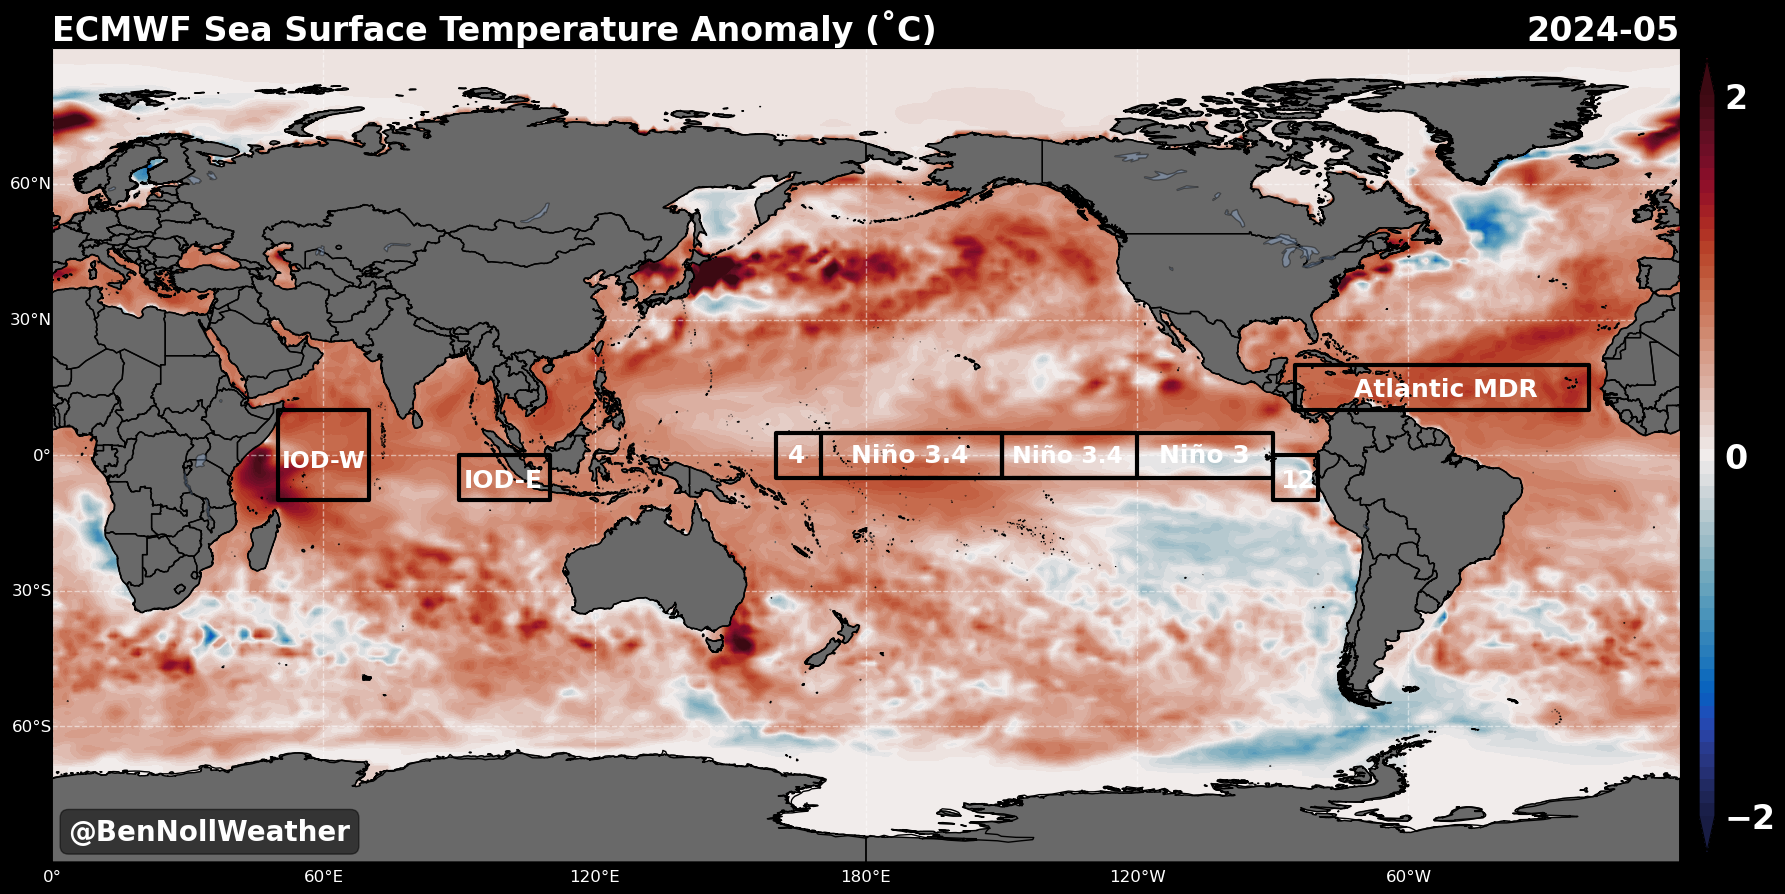 ECMWF Sea Surface Temperature Anomaly (˚C)
2024-05
2
0
−2
60°N
30°N
0°
30°S
60°S
IOD-W
IOD-E
4
Niño 3.4
Niño 3.4
Niño 3
12
Atlantic MDR
@BenNollWeather
0°
60°E
120°E
180°E
120°W
60°W